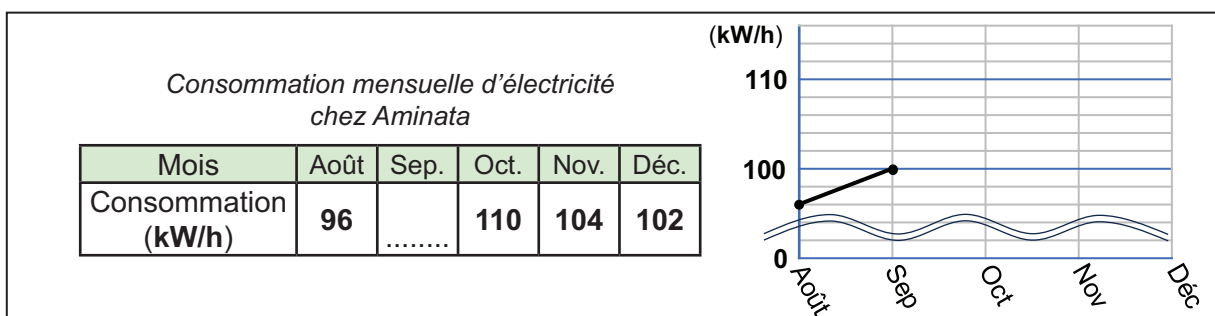 Consommation mensuelle d'électricité
chez Aminata
Mois Août Sep. Oct. Nov. Déc.
Consommation
(kW/h) 96 ........ 110 104 102
(kW/h)
110
100
0
Août Sep Oct Nov Déc